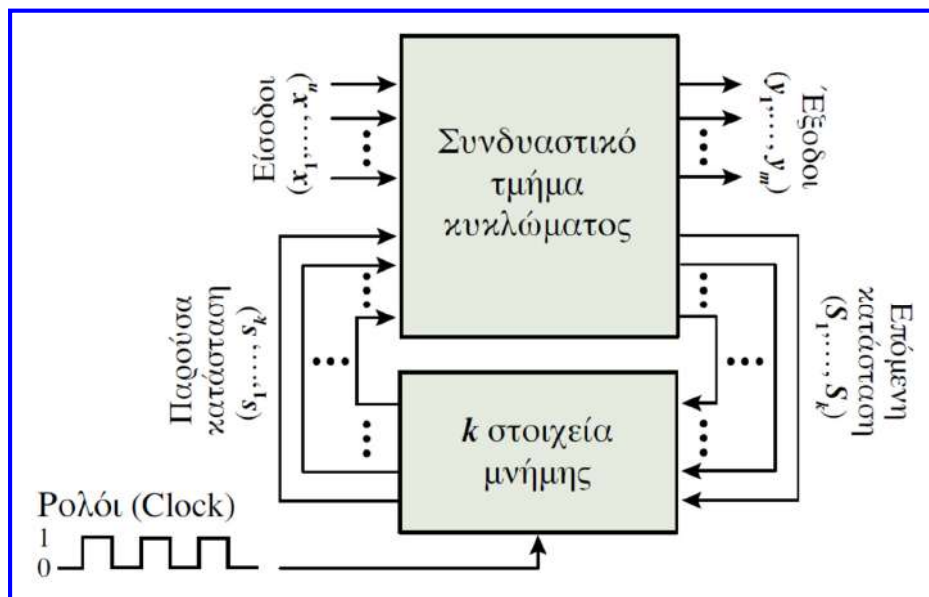 Είσοδοι
(x1,…, xn)
Συνδυαστικό
τμήμα
κυκλώματος
Έξοδοι
(y1,…, ym)
Παρούσα
κατάσταση
(s1,…, sk)
k στοιχεία
μνήμης
Επόμενη
κατάσταση
(S1,…, Sk)
Ρολόι (Clock)
1
0